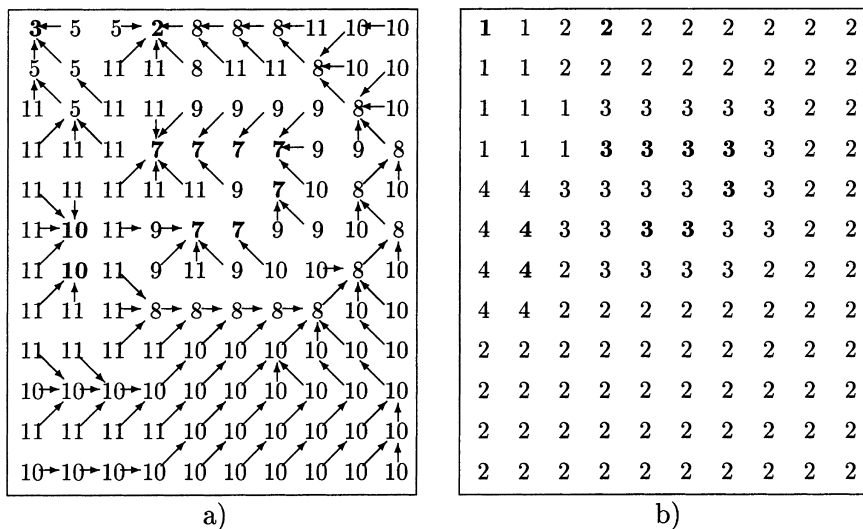 3 5 5 2 8 8 8 11 10 10
5 5 11 11 8 11 11 8 10 10
11 5 11 11 9 9 9 9 8 10
11 11 11 7 7 7 7 9 9 8
11 11 11 11 11 9 7 10 8 10
11 10 11 9 7 7 9 9 10 8
11 10 11 9 11 9 10 10 8 10
11 11 11 8 8 8 8 8 10 10
11 11 11 11 10 10 10 10 10 10
10 10 10 10 10 10 10 10 10 10
11 11 11 11 10 10 10 10 10 10
10 10 10 10 10 10 10 10 10 10
a)
1 1 2 2 2 2 2 2 2 2
1 1 2 2 2 2 2 2 2 2
1 1 1 3 3 3 3 3 2 2
1 1 1 3 3 3 3 3 2 2
4 4 3 3 3 3 3 3 2 2
4 4 3 3 3 3 3 3 2 2
4 4 2 3 3 3 3 2 2 2
4 4 2 2 2 2 2 2 2 2
2 2 2 2 2 2 2 2 2 2
2 2 2 2 2 2 2 2 2 2
2 2 2 2 2 2 2 2 2 2
2 2 2 2 2 2 2 2 2 2
b)